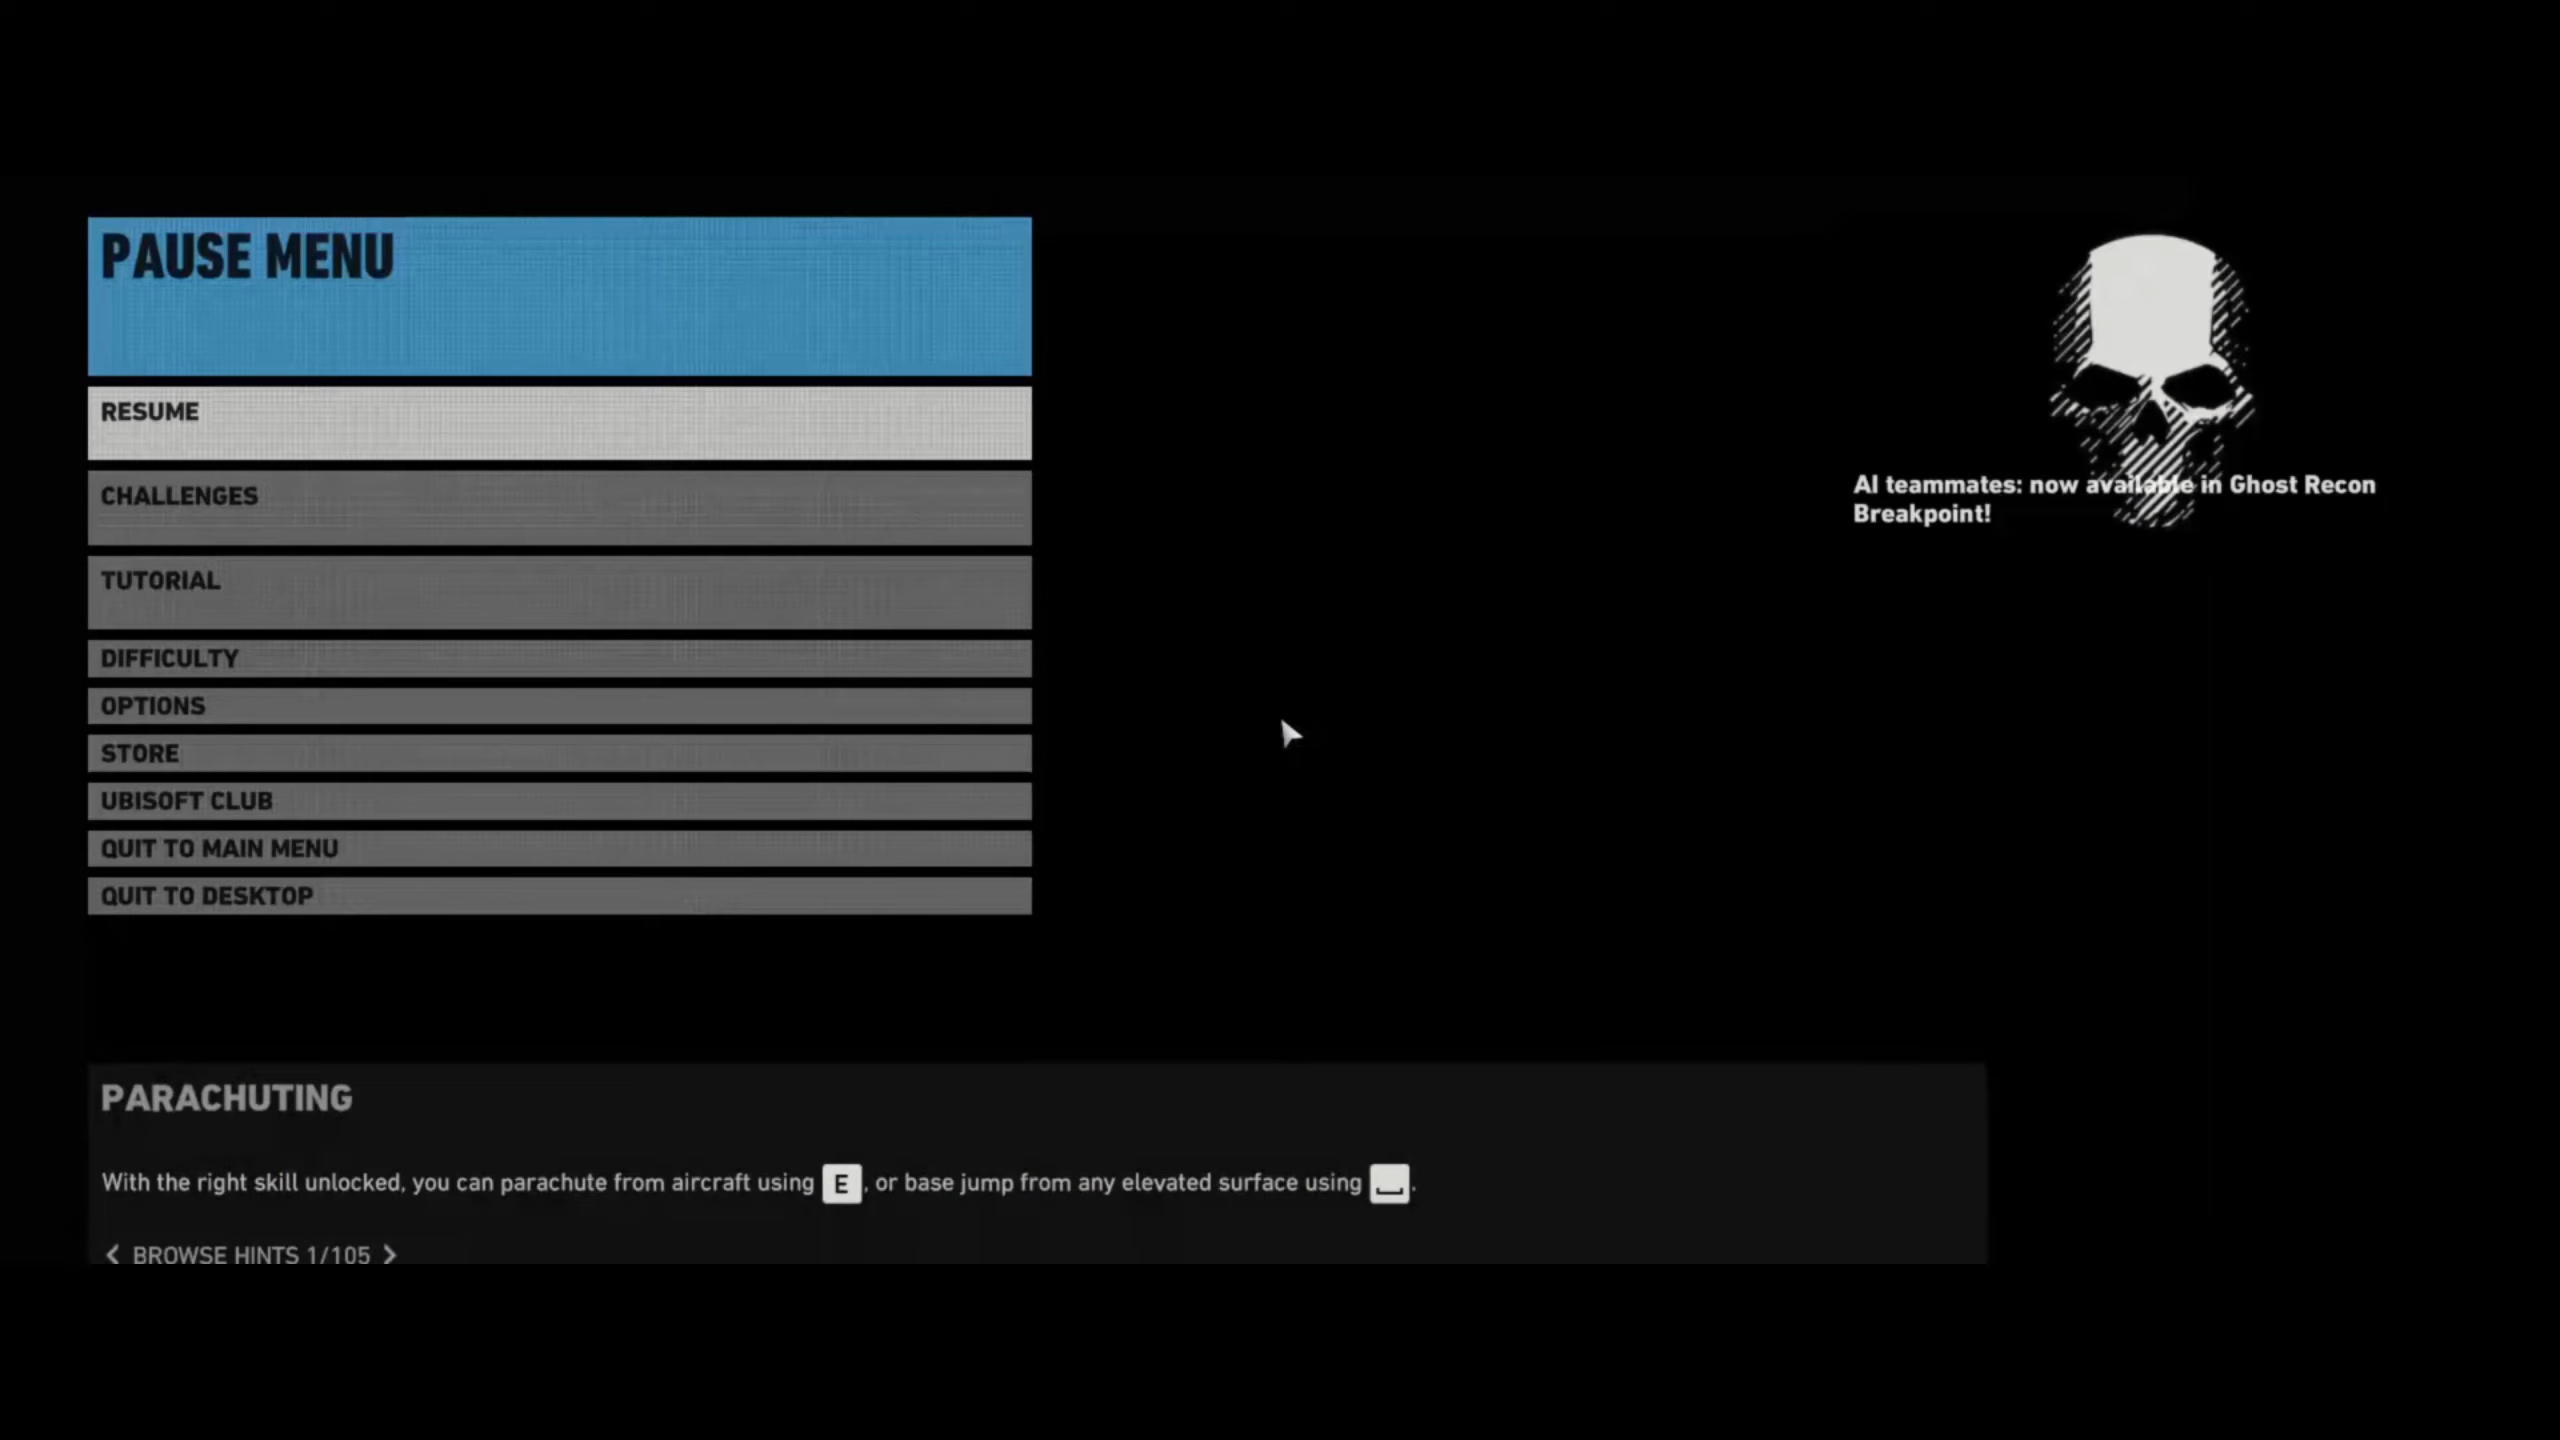 PAUSE MENU
RESUME
CHALLENGES
TUTORIAL
DIFFICULTY
OPTIONS
STORE
UBISOFT CLUB
QUIT TO MAIN MENU
QUIT TO DESKTOP
AI teammates: now available in Ghost Recon
Breakpoint!
PARACHUTING
With the right skill unlocked, you can parachute from aircraft using E, or base jump from any elevated surface using .
< BROWSE HINTS 1/105 >